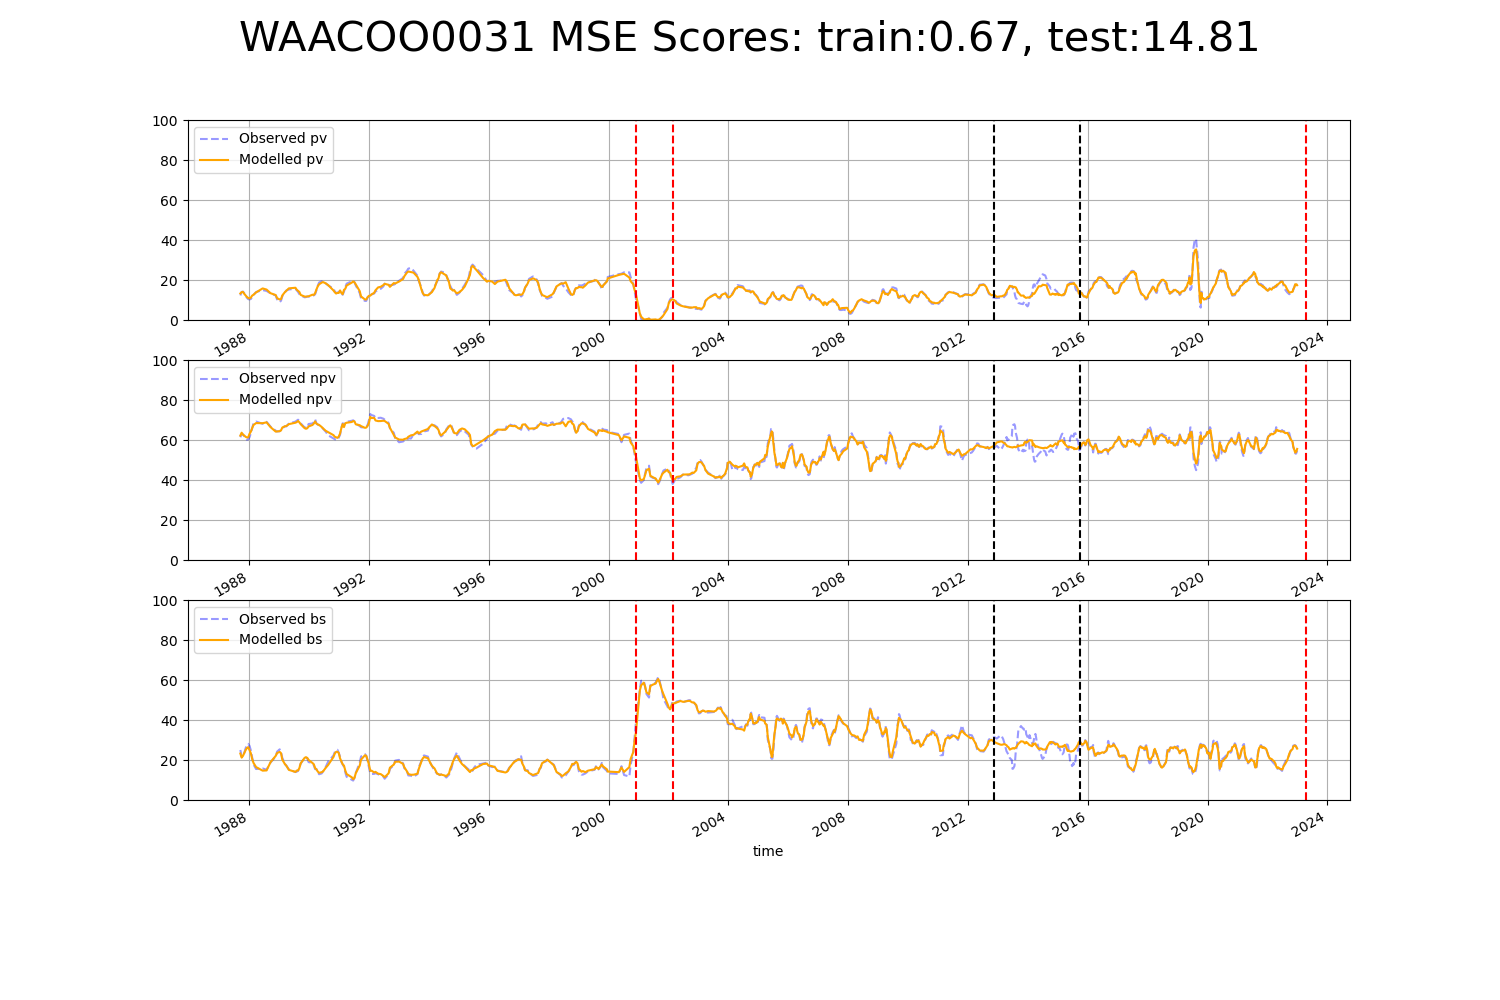 WAACOO0031 MSE Scores: train:0.67, test:14.81
100
80
60
40
20
0
Observed pv
Modelled pv
1988 1992 1996 2000 2004 2008 2012 2016 2020 2024
100
80
60
40
20
0
Observed npv
Modelled npv
1988 1992 1996 2000 2004 2008 2012 2016 2020 2024
100
80
60
40
20
0
Observed bs
Modelled bs
1988 1992 1996 2000 2004 2008 2012 2016 2020 2024
time